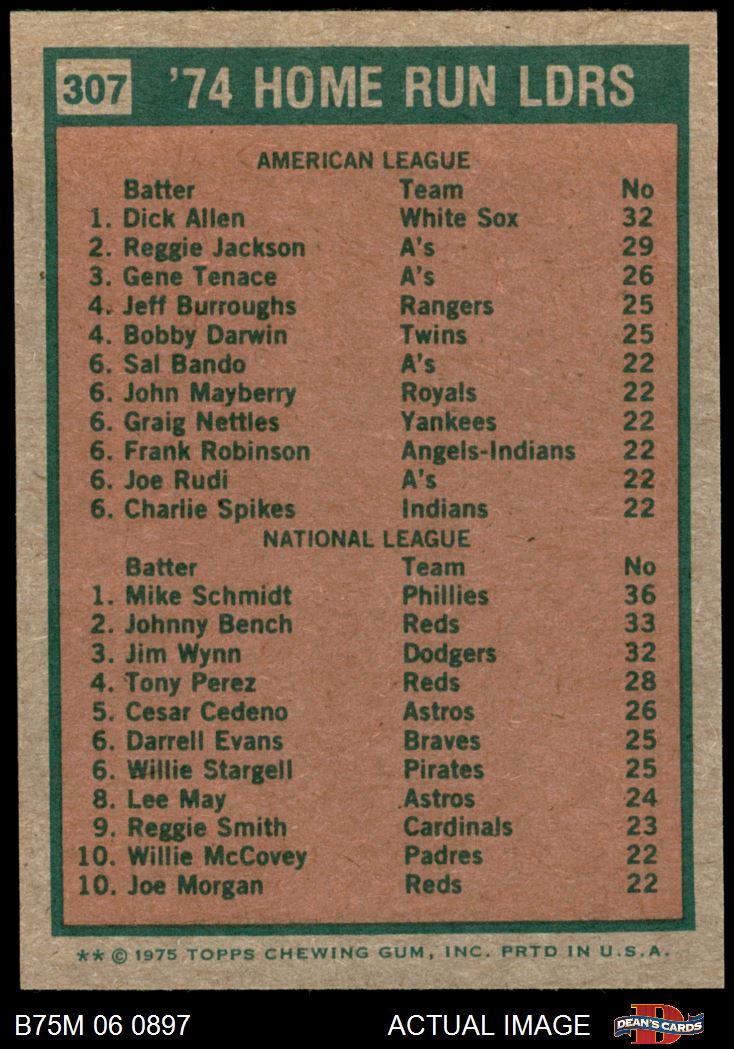 307 '74 HOME RUN LDRS
AMERICAN LEAGUE
Batter Team No
1. Dick Allen White Sox 32
2. Reggie Jackson A's 29
3. Gene Tenace A's 26
4. Jeff Burroughs Rangers 25
4. Bobby Darwin Twins 25
6. Sal Bando A's 22
6. John Mayberry Royals 22
6. Graig Nettles Yankees 22
6. Frank Robinson Angels-Indians 22
6. Joe Rudi A's 22
6. Charlie Spikes Indians 22
NATIONAL LEAGUE
Batter Team No
1. Mike Schmidt Phillies 36
2. Johnny Bench Reds 33
3. Jim Wynn Dodgers 32
4. Tony Perez Reds 28
5. Cesar Cedeno Astros 26
6. Darrell Evans Braves 25
6. Willie Stargell Pirates 25
8. Lee May Astros 24
9. Reggie Smith Cardinals 23
10. Willie McCovey Padres 22
10. Joe Morgan Reds 22
** © 1975 TOPPS CHEWING GUM, INC. PRTD IN U.S.A.
B75M 06 0897 ACTUAL IMAGE D DEAN'S CARDS